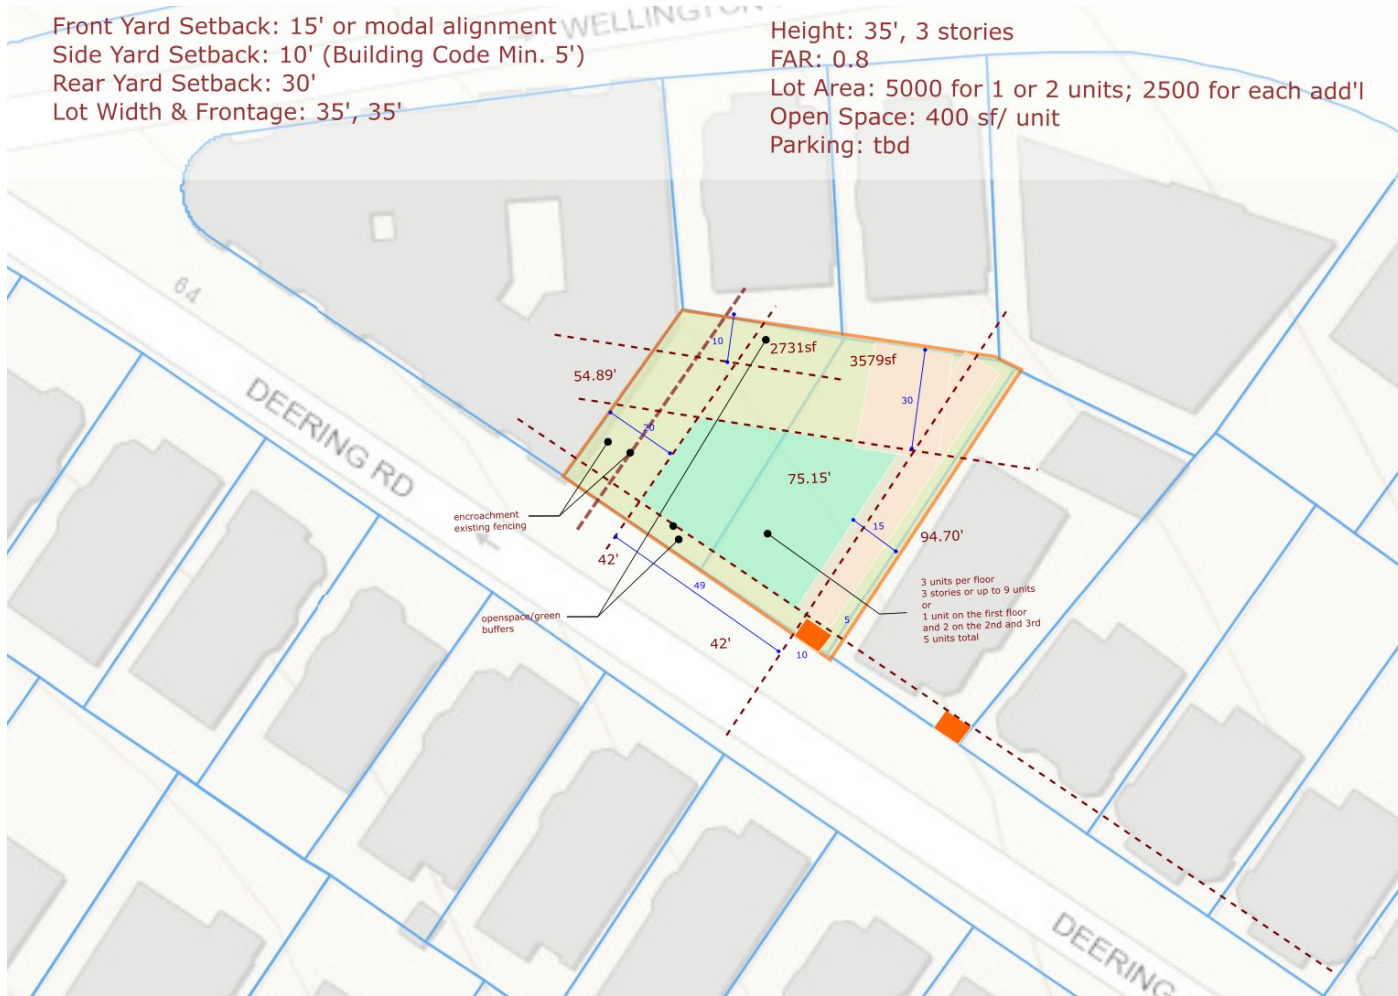 Front Yard Setback: 15' or modal alignment
Side Yard Setback: 10' (Building Code Min. 5')
Rear Yard Setback: 30'
Lot Width & Frontage: 35', 35'
WELLINGTON
Height: 35', 3 stories
FAR: 0.8
Lot Area: 5000 for 1 or 2 units; 2500 for each add'l
Open Space: 400 sf/ unit
Parking: tbd
64
DEERING RD
10
2731sf
3579sf
54.89'
30
20
75.15'
15
94.70'
encroachment
existing fencing
42'
49
openspace/green
buffers
3 units per floor
3 stories or up to 9 units
or
1 unit on the first floor
and 2 on the 2nd and 3rd
5 units total
5
42'
10
DEERING